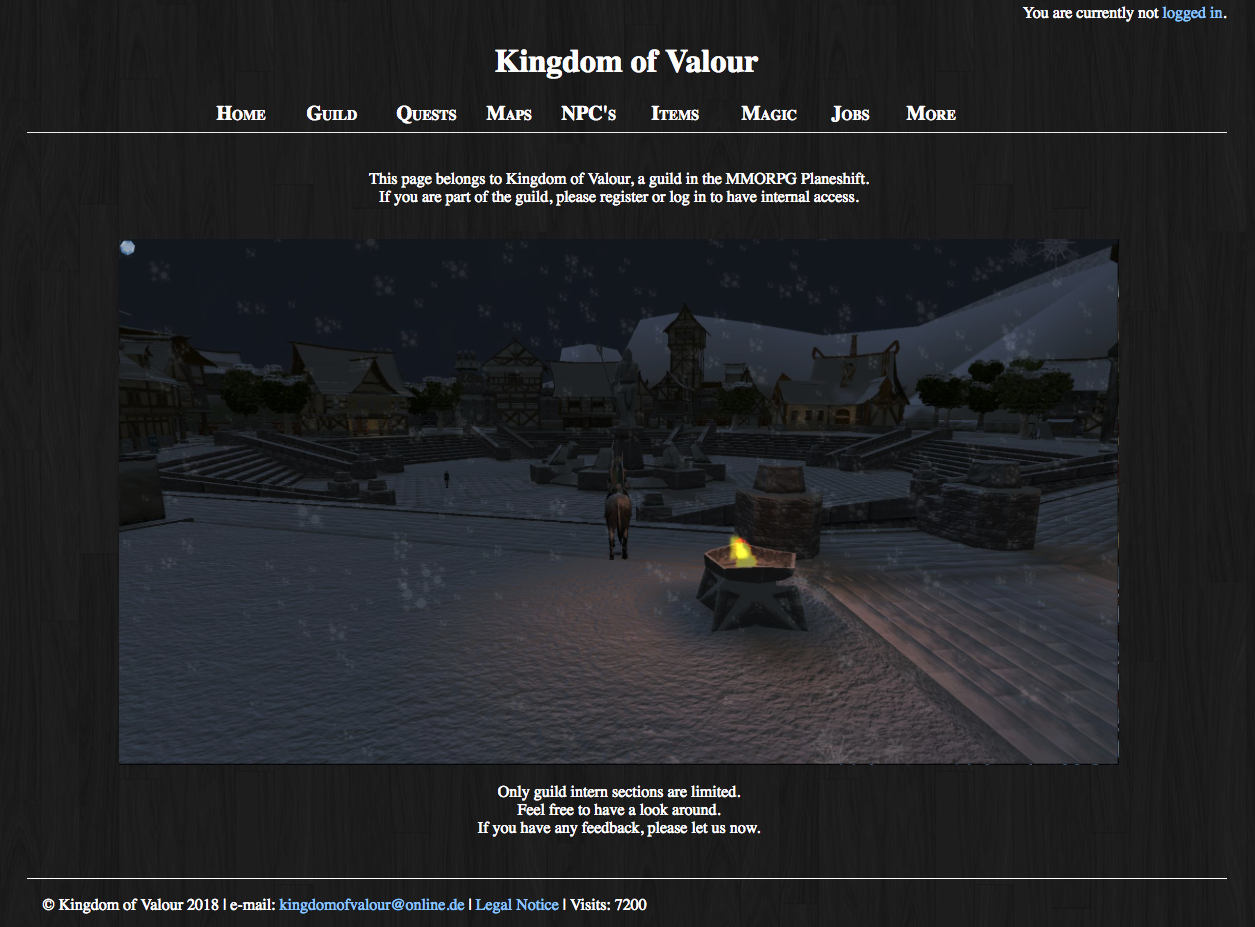 You are currently not logged in.
Kingdom of Valour
Home Guild Quests Maps NPC's Items Magic Jobs More
This page belongs to Kingdom of Valour, a guild in the MMORPG Planeshift.
If you are part of the guild, please register or log in to have internal access.
Only guild intern sections are limited.
Feel free to have a look around.
If you have any feedback, please let us now.
© Kingdom of Valour 2018 | e-mail: kingdomofvalour@online.de | Legal Notice | Visits: 7200